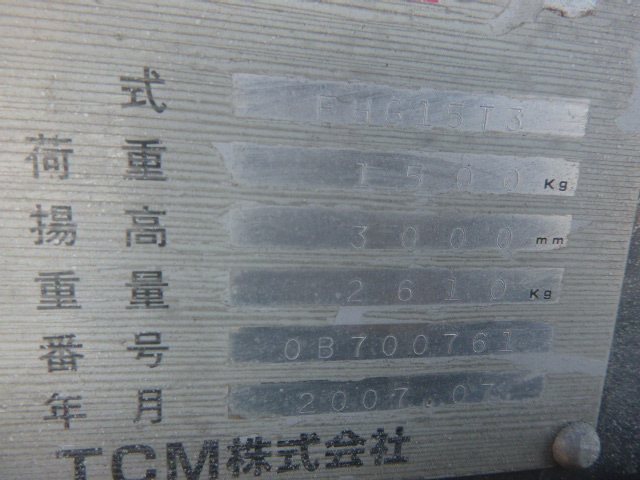 式 FHG15T3
荷重 1500 Kg
揚高 3000 mm
重量 2610 Kg
番号 0B700761
年月 2007.07
TCM株式会社